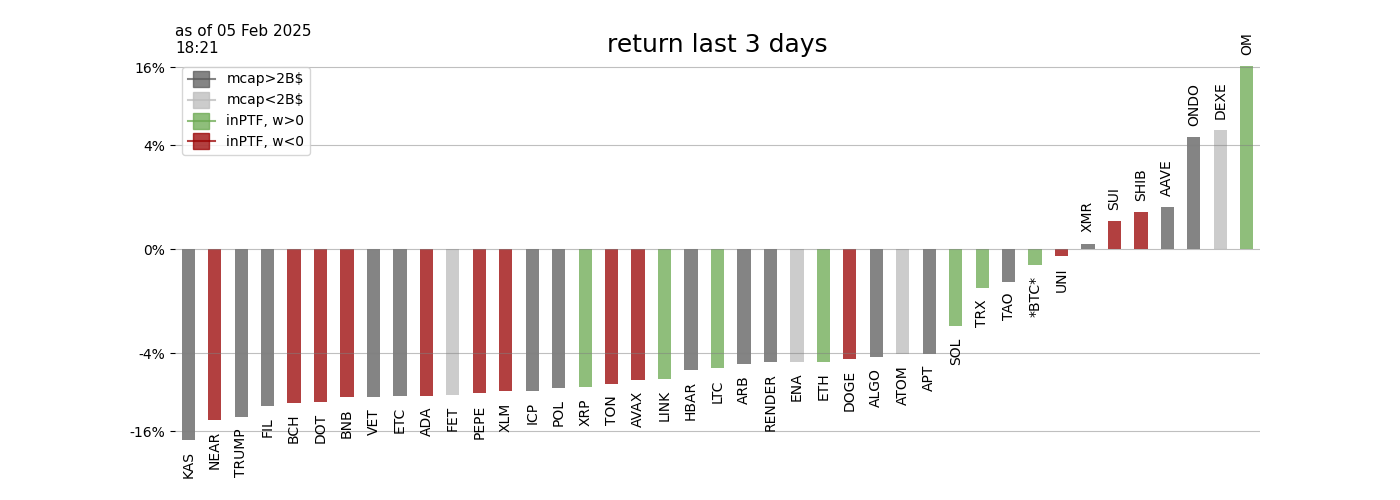 as of 05 Feb 2025
18:21
return last 3 days
16%
4%
0%
-4%
-16%
mcap>2B$
mcap<2B$
inPTF, w>0
inPTF, w<0
KAS
NEAR
TRUMP
FIL
BCH
DOT
BNB
VET
ETC
ADA
FET
PEPE
XLM
ICP
POL
XRP
TON
AVAX
LINK
HBAR
LTC
ARB
RENDER
ENA
ETH
DOGE
ALGO
ATOM
APT
SOL
TRX
TAO
*BTC*
UNI
XMR
SUI
SHIB
AAVE
ONDO
DEXE
OM